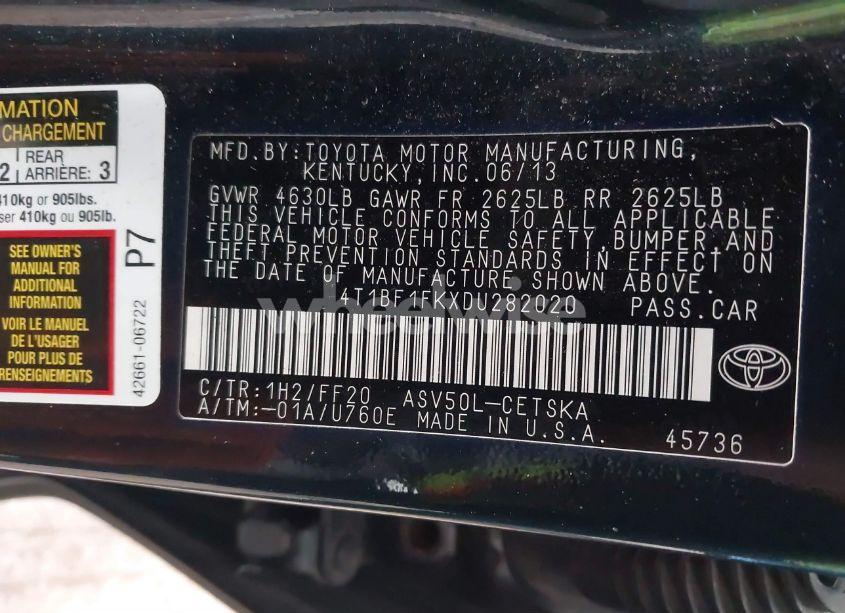 MATION
CHARGEMENT
2 REAR
ARRIÈRE: 3
410kg or 905lbs.
ser 410kg ou 905lb.
SEE OWNER'S
MANUAL FOR
ADDITIONAL
INFORMATION
VOIR LE MANUEL
DE L'USAGER
POUR PLUS DE
RENSEIGNEMENTS
P7
42661-06722
MFD.BY:TOYOTA MOTOR MANUFACTURING,
KENTUCKY,INC.06/13
GVWR 4630LB GAWR FR 2625LB RR 2625LB
THIS VEHICLE CONFORMS TO ALL APPLICABLE
FEDERAL MOTOR VEHICLE SAFETY,BUMPER,AND
THEFT PREVENTION STANDARDS IN EFFECT ON
THE DATE OF MANUFACTURE SHOWN ABOVE.
4T1BF1FKXDU282020 PASS.CAR
wheelwise
C/TR:1H2/FF20 ASV50L-CETSKA
A/TM:-01A/U760E MADE IN U.S.A.
45736